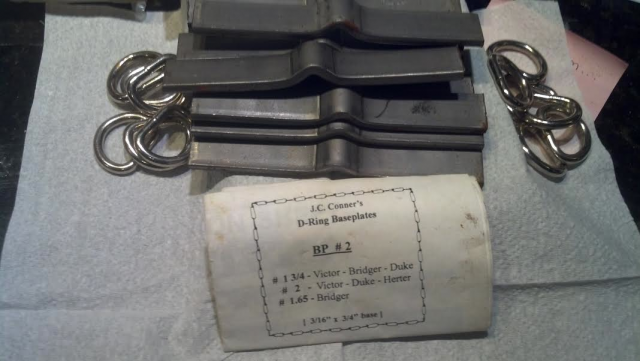 J.C. Conner's
D-Ring Baseplates
BP # 2
# 1 3/4 - Victor - Bridger - Duke
# 2 - Victor - Duke - Herter
# 1.65 - Bridger
[ 3/16" x 3/4" base ]